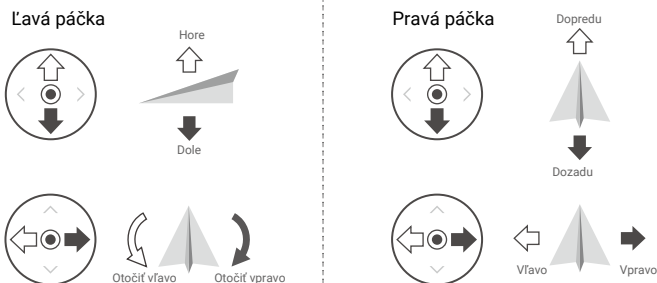 Ľavá páčka
Hore
Dole
Otočiť vľavo
Otočiť vpravo
Pravá páčka
Dopredu
Dozadu
Vľavo
Vpravo